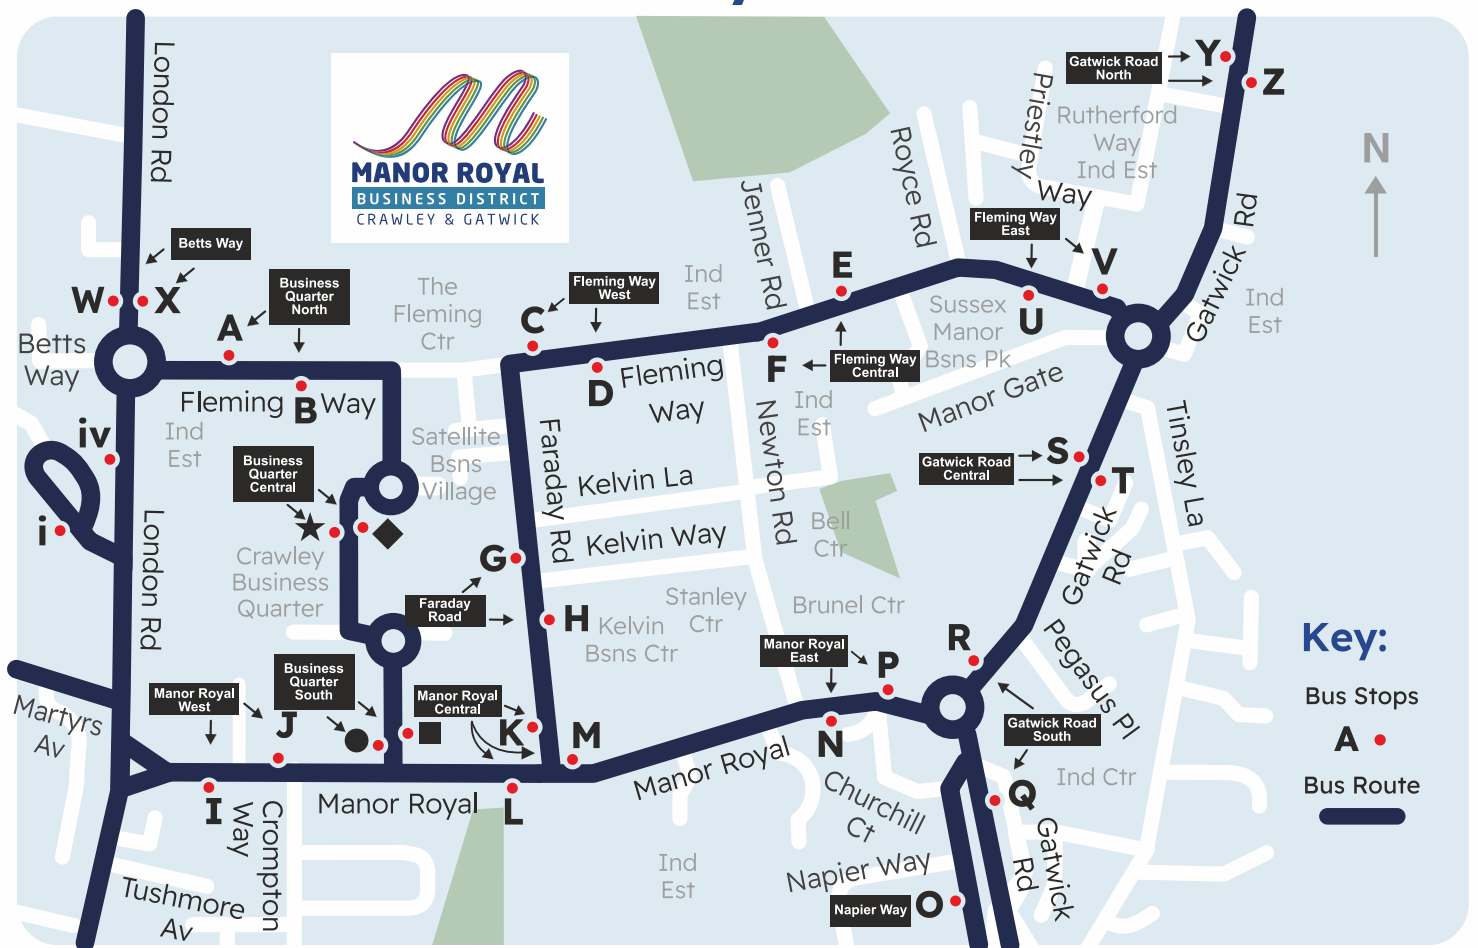 London Rd
MANOR ROYAL
BUSINESS DISTRICT
CRAWLEY & GATWICK
Gatwick Road
North
Y
Z
Priestley
Way
Rutherford
Way
Ind Est
N
Royce Rd
Jenner Rd
Fleming Way
East
Gatwick Rd
Betts Way
W
X
Business
Quarter
North
A
The
Fleming
Ctr
Fleming Way
West
C
Ind
Est
E
V
U
Sussex
Manor
Bsns Pk
Ind
Est
Betts
Way
Fleming Way
B
D
Fleming
Way
F
Fleming Way
Central
Manor Gate
Ind
Est
Ind
Est
iv
Business
Quarter
Central
Satellite
Bsns
Village
Faraday Rd
Kelvin La
Newton Rd
Gatwick Road
Central
S
T
Tinsley La
i
London Rd
Crawley
Business
Quarter
G
Kelvin Way
Bell
Ctr
Gatwick
Rd
Faraday
Road
H
Kelvin
Bsns Ctr
Stanley
Ctr
Brunel Ctr
Manor Royal
East
P
R
Pegasus Pl
Key:
Bus Stops
A
Bus Route
Martyrs
Av
Manor Royal
West
J
Business
Quarter
South
Manor Royal
Central
K
M
N
Gatwick Road
South
I
Crompton
Way
Manor Royal
L
Manor Royal
Churchill
Ct
Ind Ctr
Q
Gatwick
Rd
Tushmore
Av
Ind
Est
Napier Way
Napier Way
O